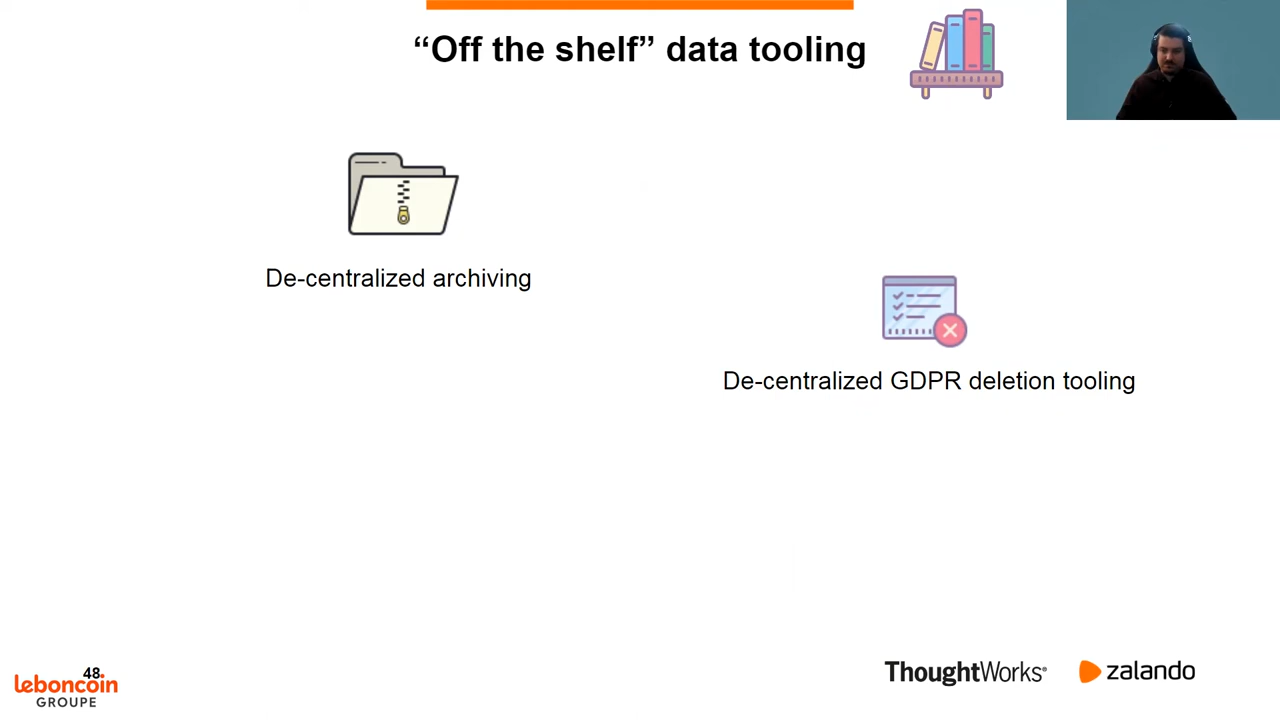 “Off the shelf” data tooling
De-centralized archiving
De-centralized GDPR deletion tooling
48
leboncoin
GROUPE
ThoughtWorks®
zalando